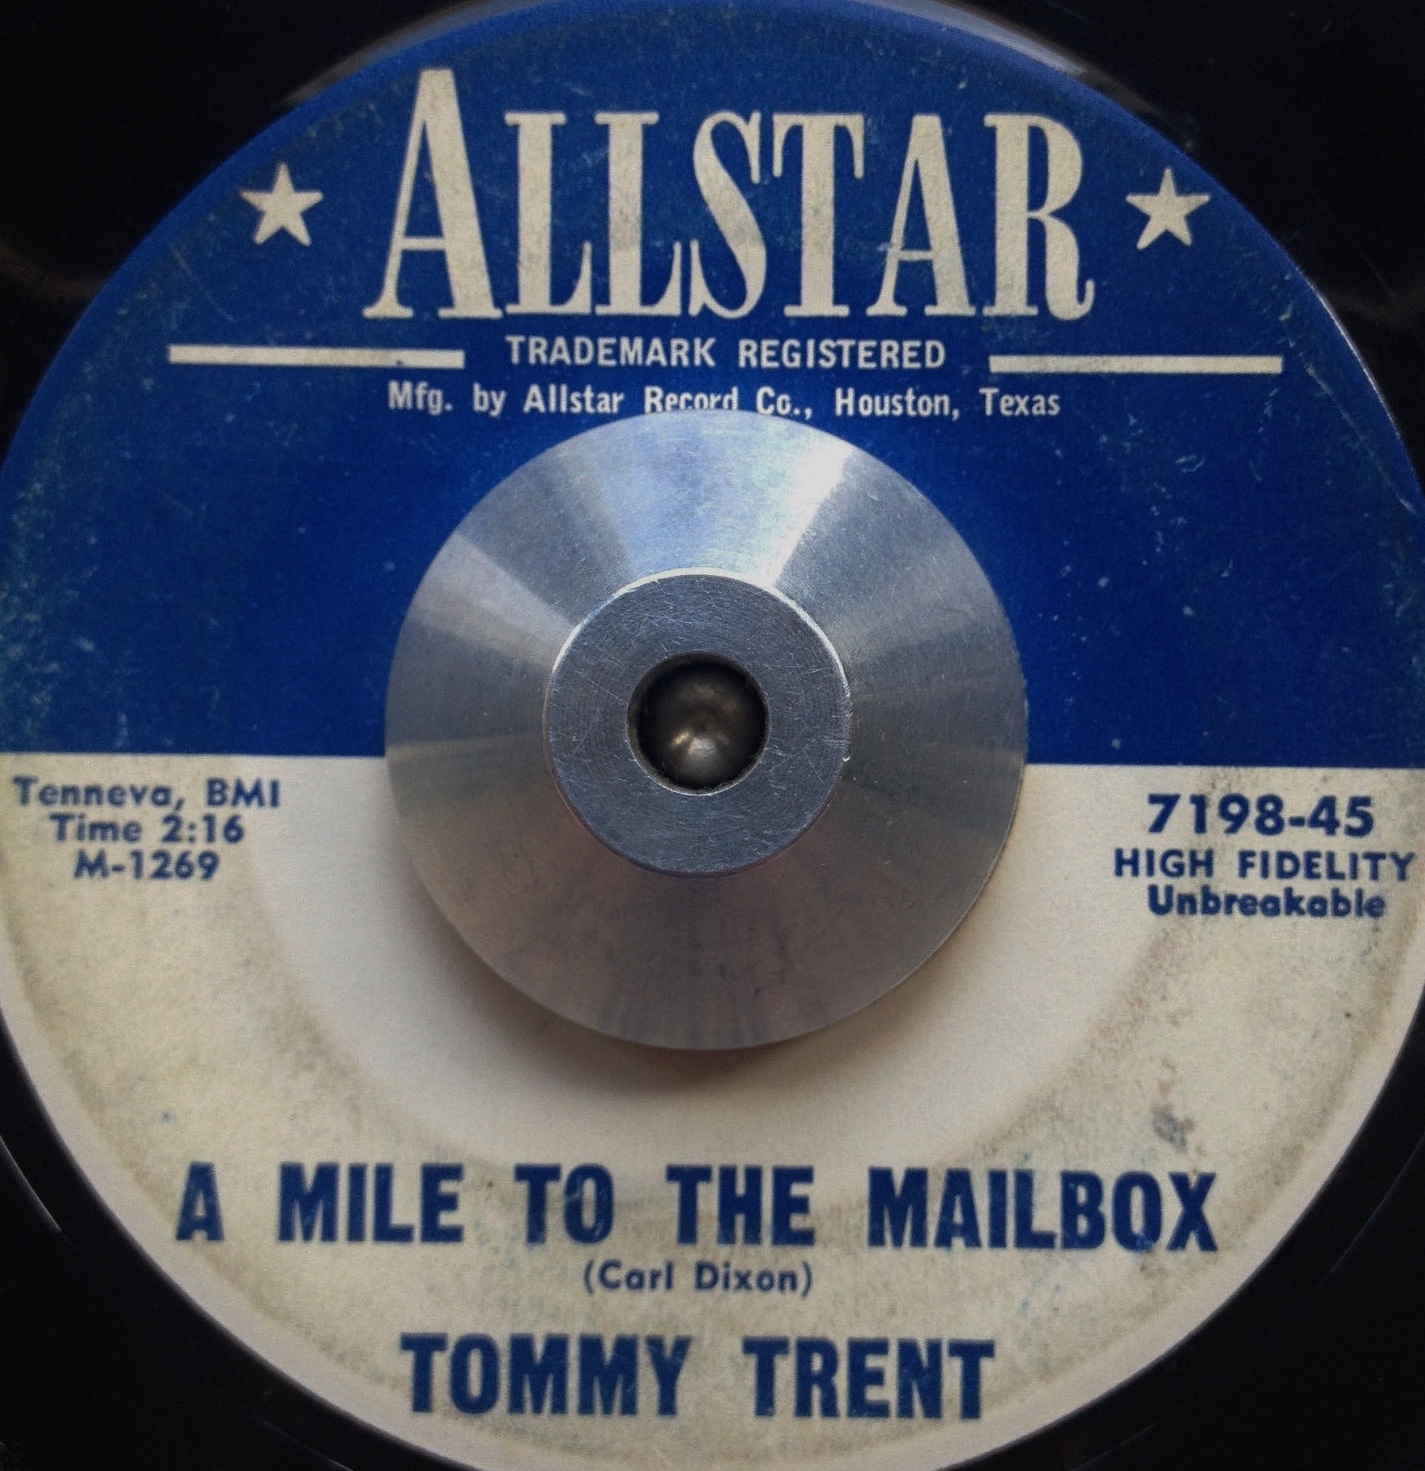 ALLSTAR
TRADEMARK REGISTERED
Mfg. by Allstar Record Co., Houston, Texas
Tenneva, BMI
Time 2:16
M-1269
7198-45
HIGH FIDELITY
Unbreakable
A MILE TO THE MAILBOX
(Carl Dixon)
TOMMY TRENT